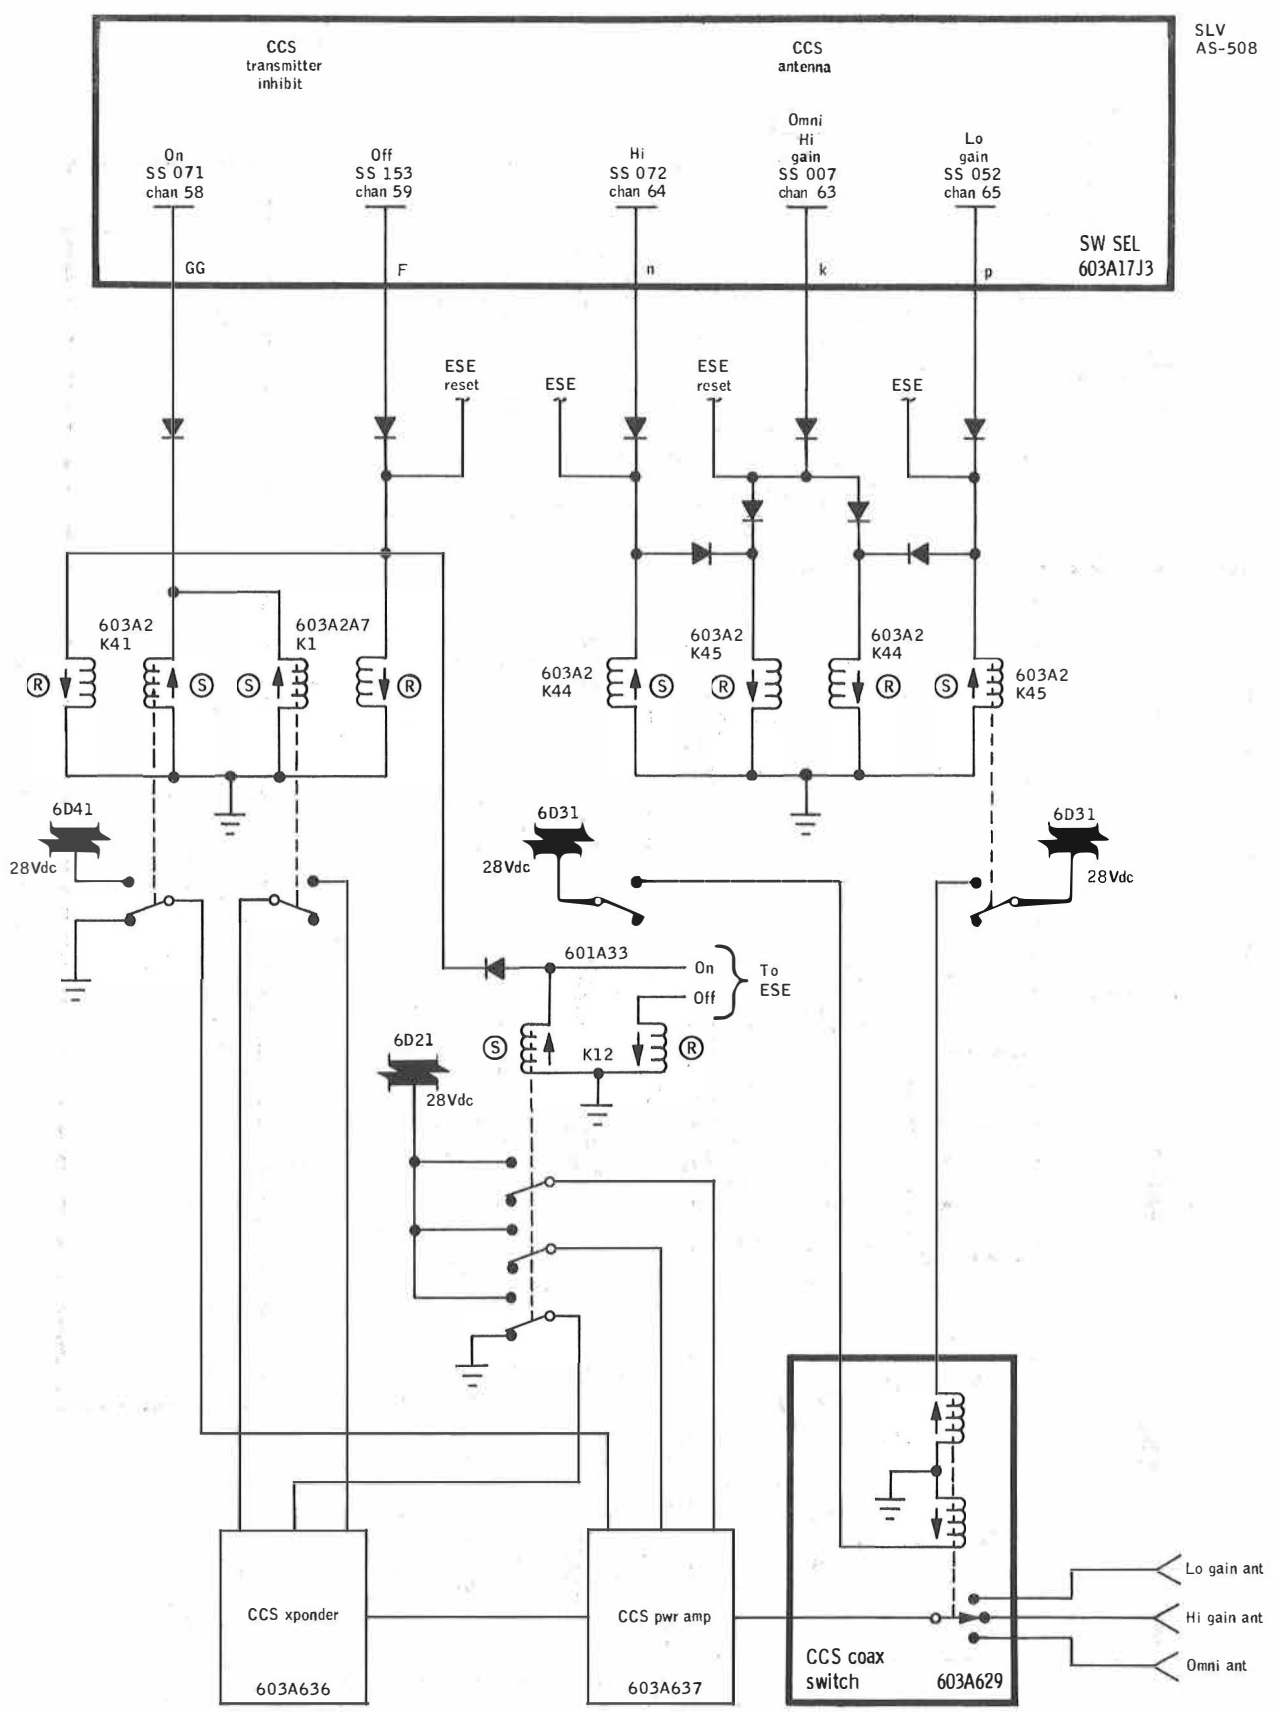 SLV
AS-508
CCS
transmitter
inhibit
CCS
antenna
On
SS 071
chan 58
Off
SS 153
chan 59
Hi
SS 072
chan 64
Omni
Hi
gain
SS 007
chan 63
Lo
gain
SS 052
chan 65
SW SEL
603A17J3
GG
F
n
k
p
ESE
reset
ESE
ESE
reset
ESE
603A2
K41
603A2A7
K1
603A2
K44
603A2
K45
603A2
K44
603A2
K45
R
S
S
R
S
R
R
S
6D41
28Vdc
6D31
28Vdc
6D31
28Vdc
601A33
On
Off
To
ESE
S
K12
R
6D21
28Vdc
CCS xponder
603A636
CCS pwr amp
603A637
CCS coax
switch
603A629
Lo gain ant
Hi gain ant
Omni ant